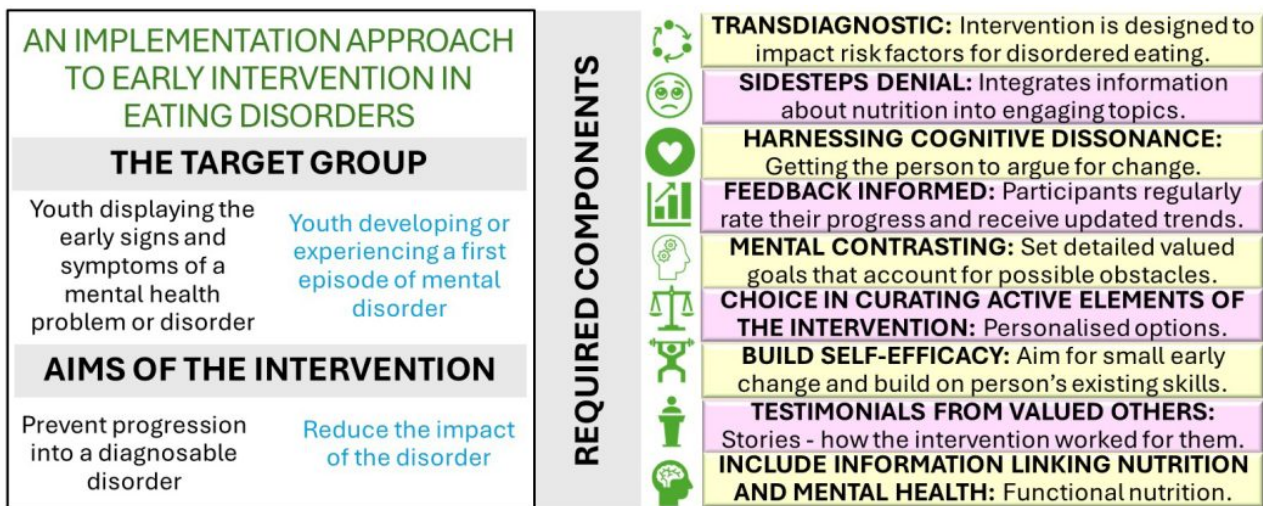 AN IMPLEMENTATION APPROACH
TO EARLY INTERVENTION IN
EATING DISORDERS
THE TARGET GROUP
Youth displaying the
early signs and
symptoms of a
mental health
problem or disorder
Youth developing or
experiencing a first
episode of mental
disorder
AIMS OF THE INTERVENTION
Prevent progression
into a diagnosable
disorder
Reduce the impact
of the disorder
REQUIRED COMPONENTS
TRANSDIAGNOSTIC: Intervention is designed to
impact risk factors for disordered eating.
SIDESTEPS DENIAL: Integrates information
about nutrition into engaging topics.
HARNESSING COGNITIVE DISSONANCE:
Getting the person to argue for change.
FEEDBACK INFORMED: Participants regularly
rate their progress and receive updated trends.
MENTAL CONTRASTING: Set detailed valued
goals that account for possible obstacles.
CHOICE IN CURATING ACTIVE ELEMENTS OF
THE INTERVENTION: Personalised options.
BUILD SELF-EFFICACY: Aim for small early
change and build on person's existing skills.
TESTIMONIALS FROM VALUED OTHERS:
Stories - how the intervention worked for them.
INCLUDE INFORMATION LINKING NUTRITION
AND MENTAL HEALTH: Functional nutrition.